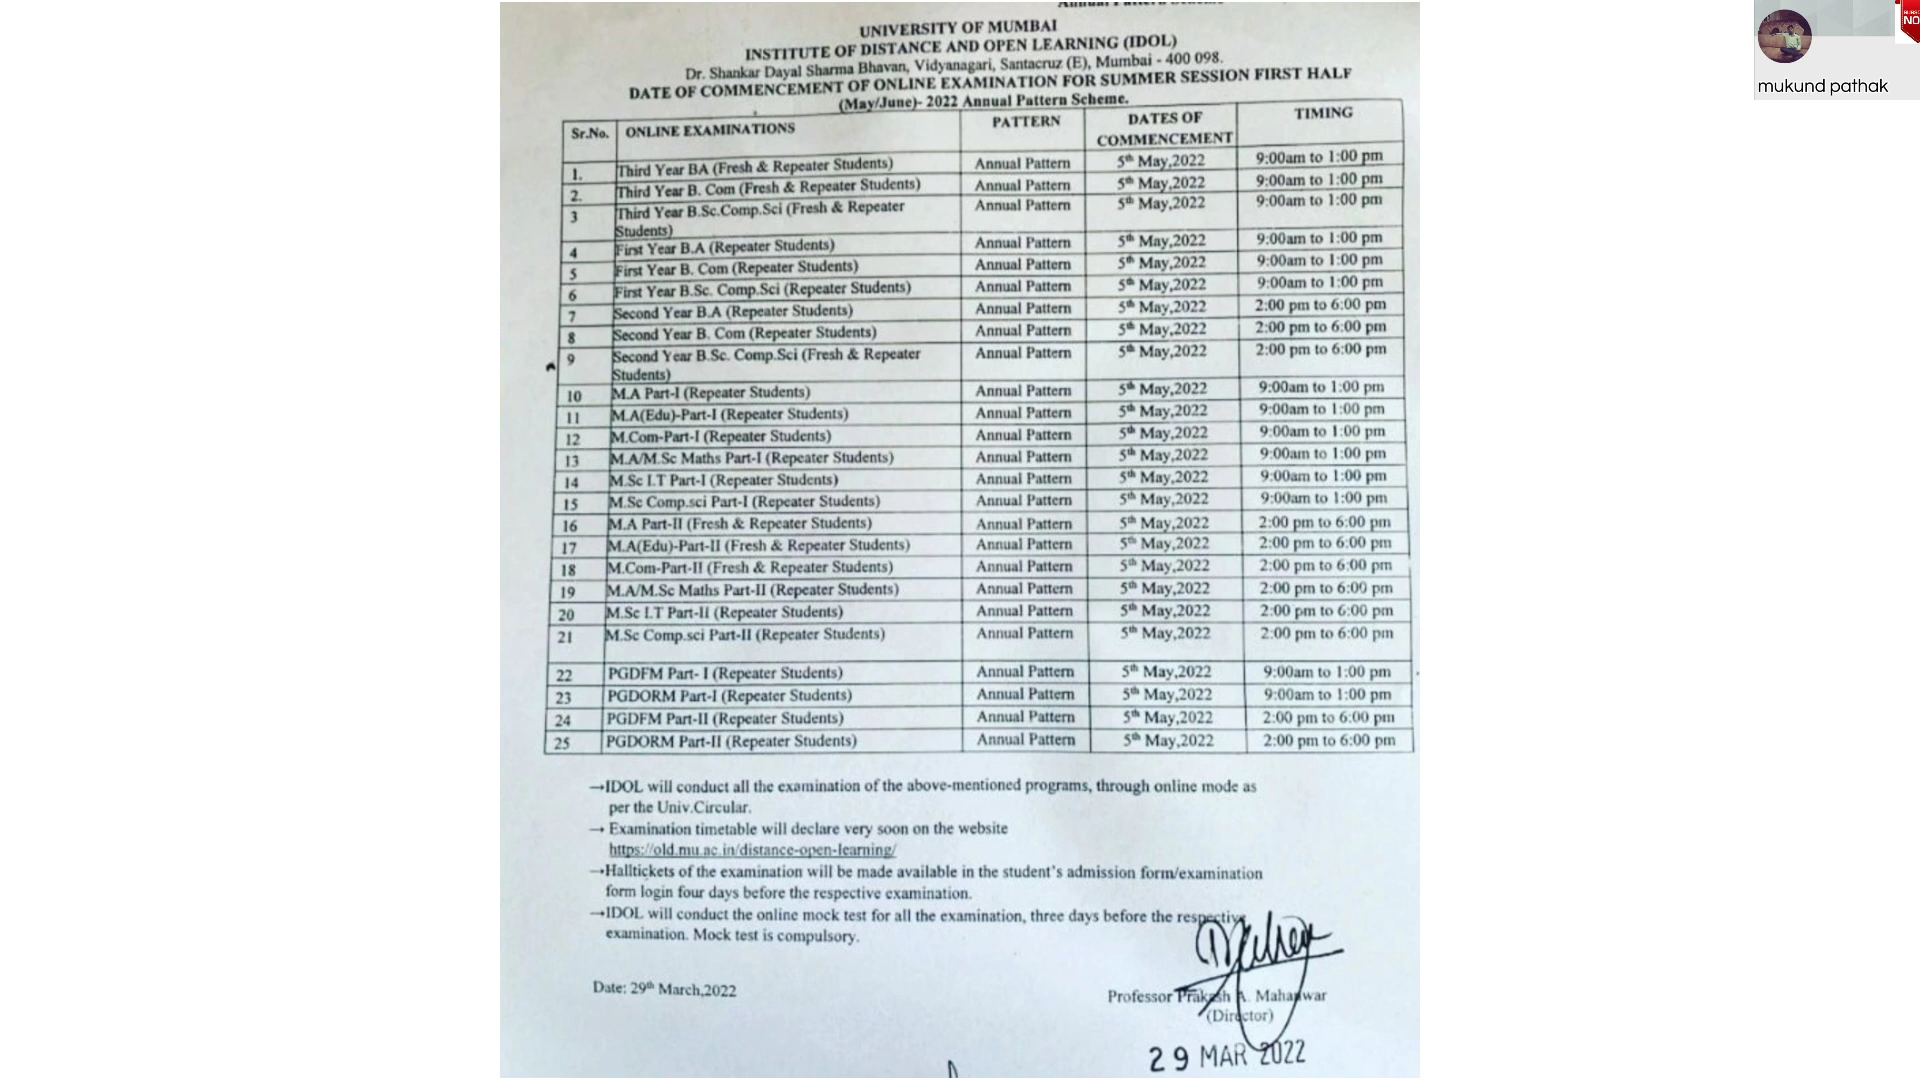 UNIVERSITY OF MUMBAI
INSTITUTE OF DISTANCE AND OPEN LEARNING (IDOL)
Dr. Shankar Dayal Sharma Bhavan, Vidyanagari, Santacruz (E), Mumbai - 400 098.
DATE OF COMMENCEMENT OF ONLINE EXAMINATION FOR SUMMER SESSION FIRST HALF
(May/June)- 2022 Annual Pattern Scheme.
Sr.No. ONLINE EXAMINATIONS PATTERN DATES OF COMMENCEMENT TIMING
1. Third Year BA (Fresh & Repeater Students) Annual Pattern 5th May,2022 9:00am to 1:00 pm
2. Third Year B. Com (Fresh & Repeater Students) Annual Pattern 5th May,2022 9:00am to 1:00 pm
3 Third Year B.Sc.Comp.Sci (Fresh & Repeater Students) Annual Pattern 5th May,2022 9:00am to 1:00 pm
4 First Year B.A (Repeater Students) Annual Pattern 5th May,2022 9:00am to 1:00 pm
5 First Year B. Com (Repeater Students) Annual Pattern 5th May,2022 9:00am to 1:00 pm
6 First Year B.Sc. Comp.Sci (Repeater Students) Annual Pattern 5th May,2022 9:00am to 1:00 pm
7 Second Year B.A (Repeater Students) Annual Pattern 5th May,2022 2:00 pm to 6:00 pm
8 Second Year B. Com (Repeater Students) Annual Pattern 5th May,2022 2:00 pm to 6:00 pm
9 Second Year B.Sc. Comp.Sci (Fresh & Repeater Students) Annual Pattern 5th May,2022 2:00 pm to 6:00 pm
10 M.A Part-I (Repeater Students) Annual Pattern 5th May,2022 9:00am to 1:00 pm
11 M.A(Edu)-Part-I (Repeater Students) Annual Pattern 5th May,2022 9:00am to 1:00 pm
12 M.Com-Part-I (Repeater Students) Annual Pattern 5th May,2022 9:00am to 1:00 pm
13 M.A/M.Sc Maths Part-I (Repeater Students) Annual Pattern 5th May,2022 9:00am to 1:00 pm
14 M.Sc I.T Part-I (Repeater Students) Annual Pattern 5th May,2022 9:00am to 1:00 pm
15 M.Sc Comp.sci Part-I (Repeater Students) Annual Pattern 5th May,2022 9:00am to 1:00 pm
16 M.A Part-II (Fresh & Repeater Students) Annual Pattern 5th May,2022 2:00 pm to 6:00 pm
17 M.A(Edu)-Part-II (Fresh & Repeater Students) Annual Pattern 5th May,2022 2:00 pm to 6:00 pm
18 M.Com-Part-II (Fresh & Repeater Students) Annual Pattern 5th May,2022 2:00 pm to 6:00 pm
19 M.A/M.Sc Maths Part-II (Repeater Students) Annual Pattern 5th May,2022 2:00 pm to 6:00 pm
20 M.Sc I.T Part-II (Repeater Students) Annual Pattern 5th May,2022 2:00 pm to 6:00 pm
21 M.Sc Comp.sci Part-II (Repeater Students) Annual Pattern 5th May,2022 2:00 pm to 6:00 pm
22 PGDFM Part- I (Repeater Students) Annual Pattern 5th May,2022 9:00am to 1:00 pm
23 PGDORM Part-I (Repeater Students) Annual Pattern 5th May,2022 9:00am to 1:00 pm
24 PGDFM Part-II (Repeater Students) Annual Pattern 5th May,2022 2:00 pm to 6:00 pm
25 PGDORM Part-II (Repeater Students) Annual Pattern 5th May,2022 2:00 pm to 6:00 pm
→IDOL will conduct all the examination of the above-mentioned programs, through online mode as
per the Univ.Circular.
→ Examination timetable will declare very soon on the website
https://old.mu.ac.in/distance-open-learning/
→Halltickets of the examination will be made available in the student's admission form/examination
form login four days before the respective examination.
→IDOL will conduct the online mock test for all the examination, three days before the respective
examination. Mock test is compulsory.
Date: 29th March,2022
Professor Prakash A. Mahanwar
(Director)
29 MAR 2022
mukund pathak